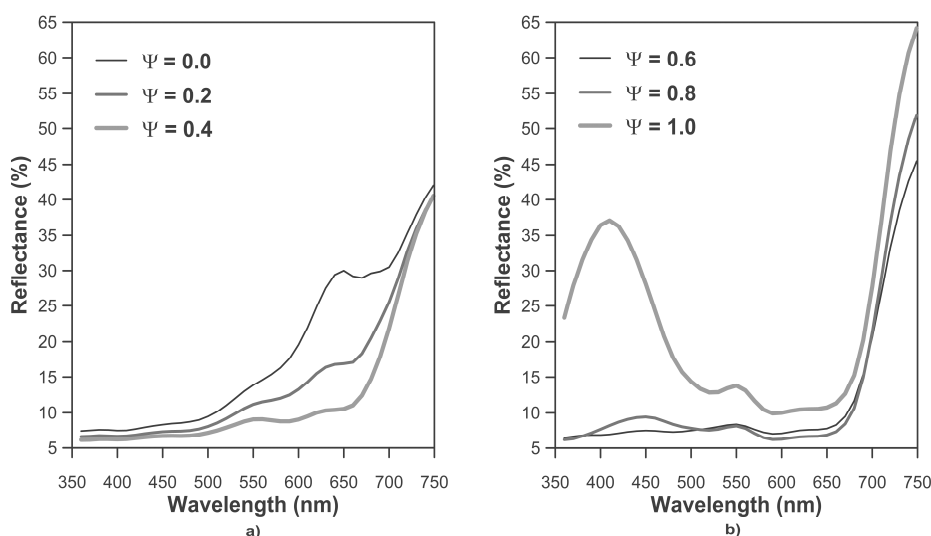 65
60
55
50
45
40
35
30
25
20
15
10
5
Reflectance (%)
Ψ = 0.0
Ψ = 0.2
Ψ = 0.4
350 400 450 500 550 600 650 700 750
Wavelength (nm)
a)
65
60
55
50
45
40
35
30
25
20
15
10
5
Reflectance (%)
Ψ = 0.6
Ψ = 0.8
Ψ = 1.0
350 400 450 500 550 600 650 700 750
Wavelength (nm)
b)